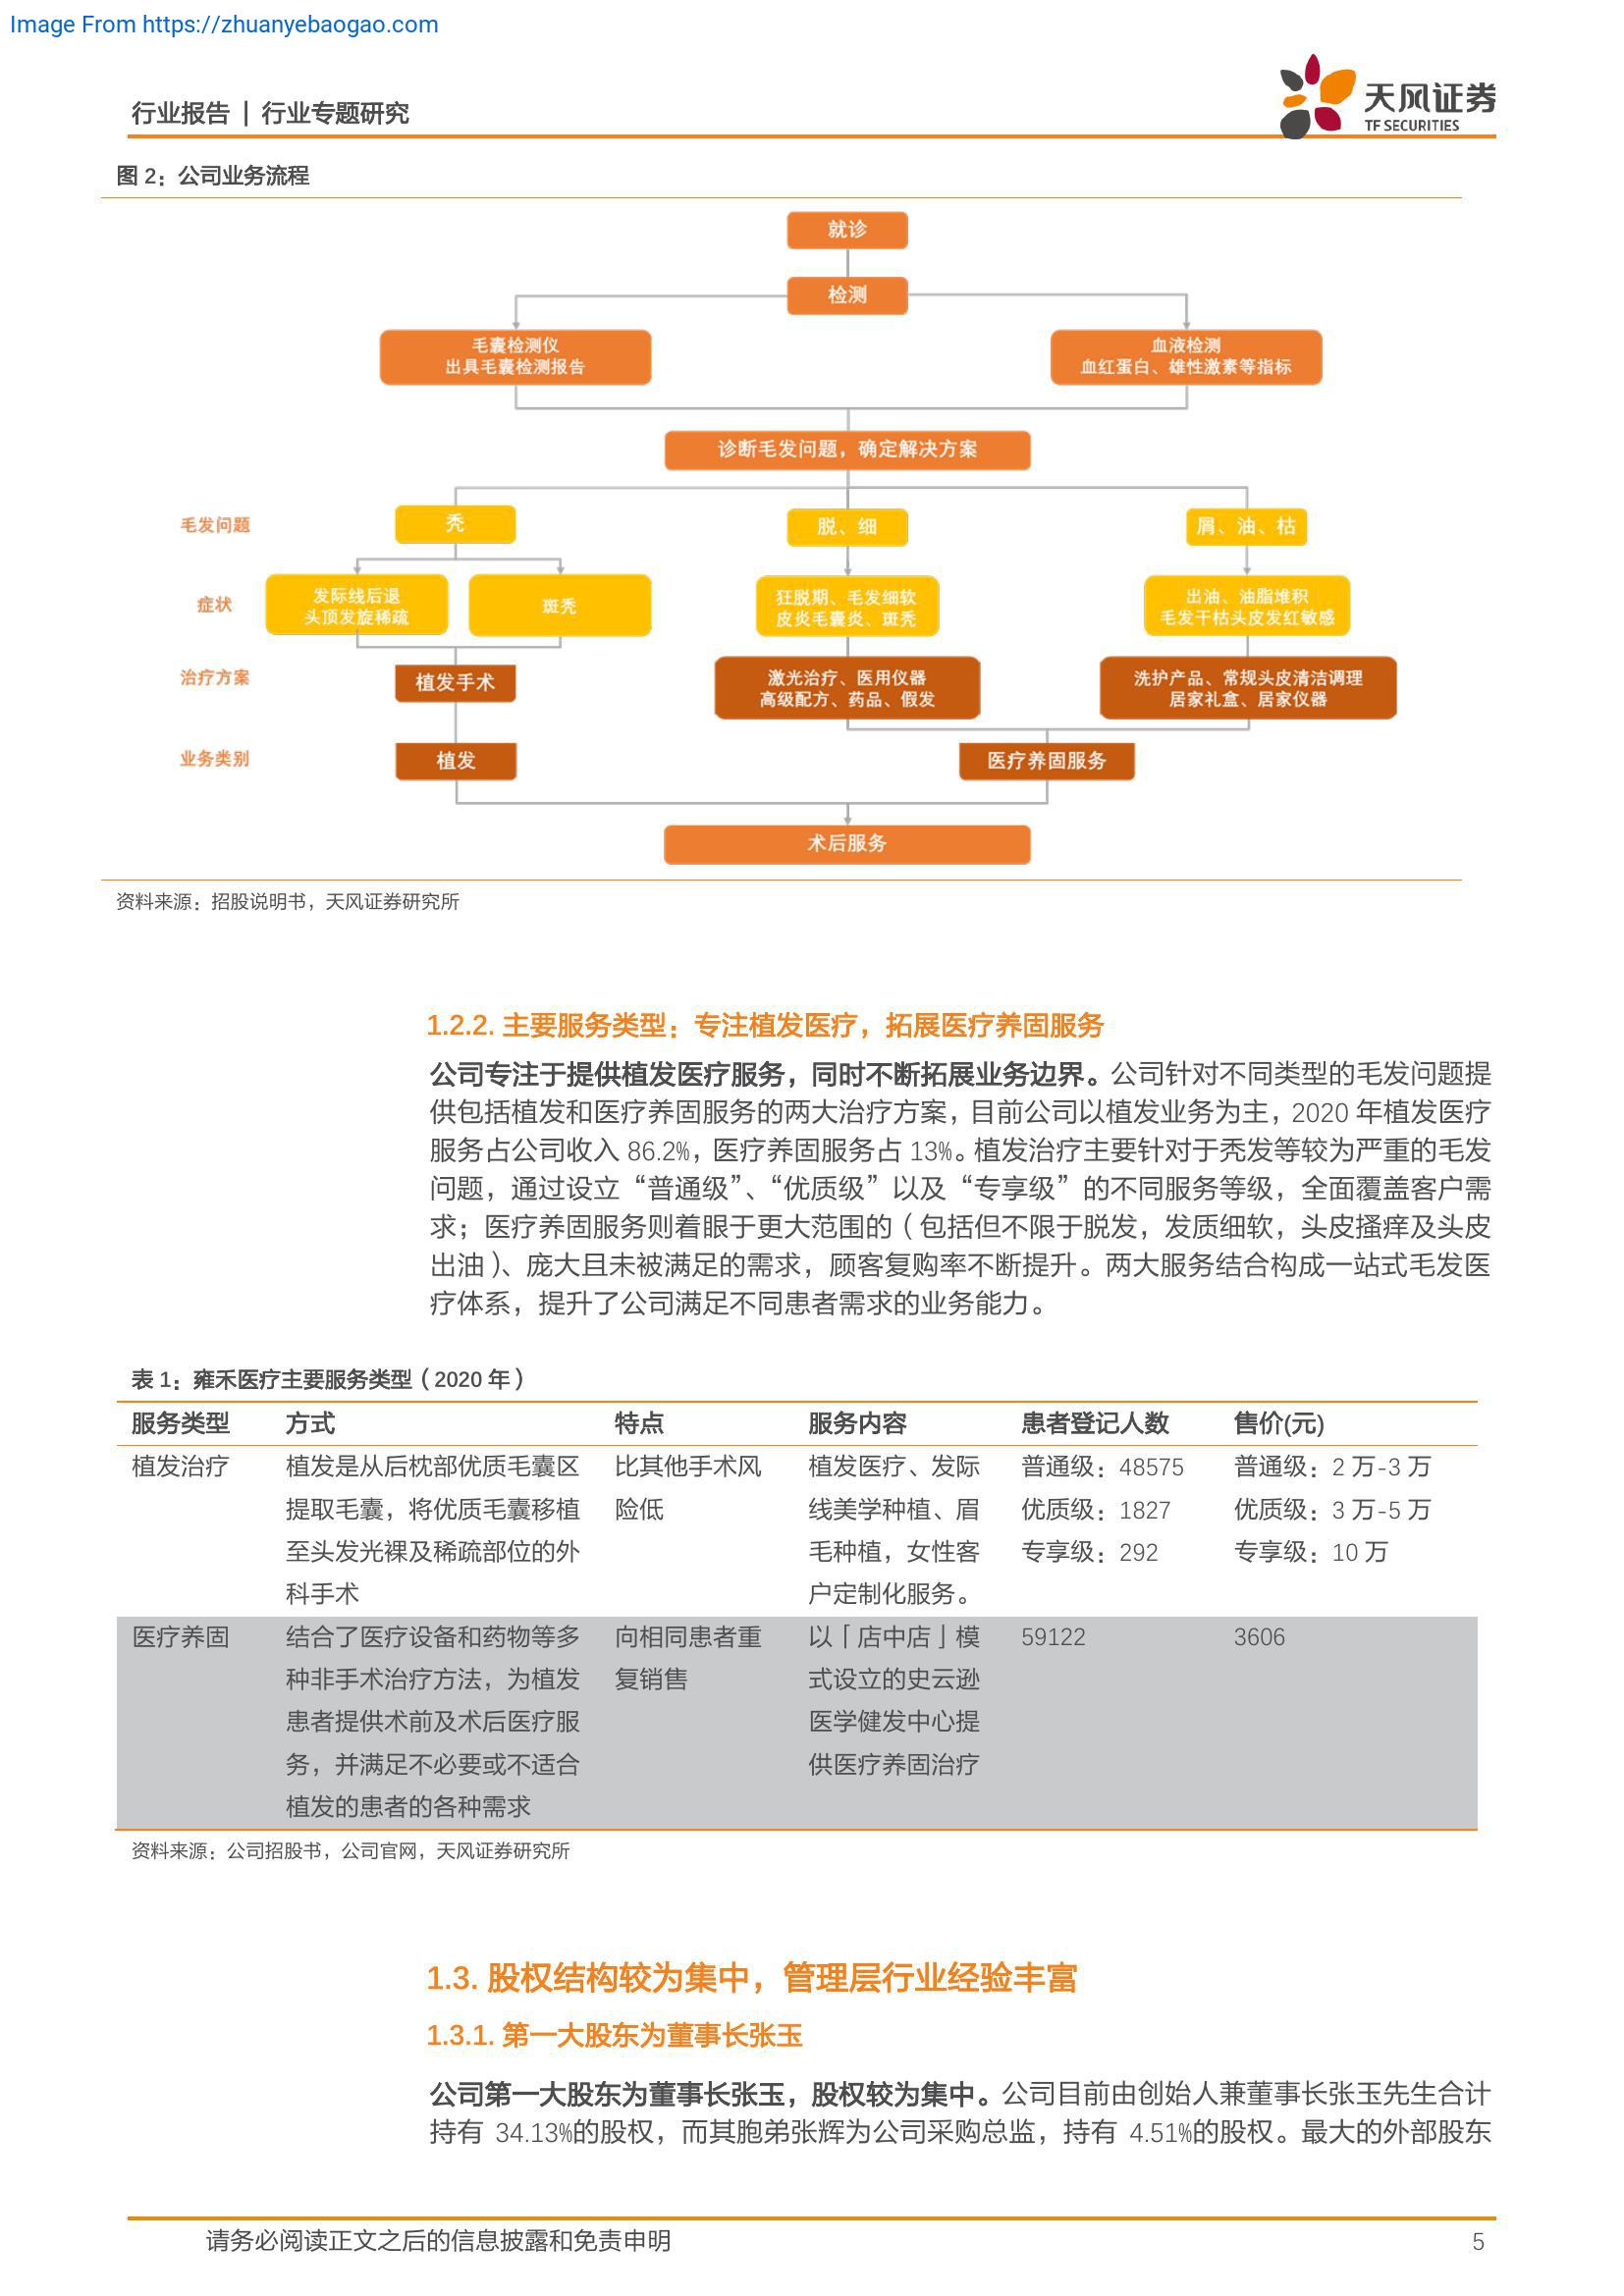 Image From https://zhuanyebaogao.com
行业报告 | 行业专题研究
天风证券
TF SECURITIES
图 2：公司业务流程
就诊
检测
毛囊检测仪
出具毛囊检测报告
血液检测
血红蛋白、雄性激素等指标
诊断毛发问题，确定解决方案
毛发问题
秃
脱、细
屑、油、枯
症状
发际线后退
头顶发旋稀疏
斑秃
狂脱期、毛发细软
皮炎毛囊炎、斑秃
出油、油脂堆积
毛发干枯头皮发红敏感
治疗方案
植发手术
激光治疗、医用仪器
高级配方、药品、假发
洗护产品、常规头皮清洁调理
居家礼盒、居家仪器
业务类别
植发
医疗养固服务
术后服务
资料来源：招股说明书，天风证券研究所
1.2.2. 主要服务类型：专注植发医疗，拓展医疗养固服务
公司专注于提供植发医疗服务，同时不断拓展业务边界。公司针对不同类型的毛发问题提
供包括植发和医疗养固服务的两大治疗方案，目前公司以植发业务为主，2020 年植发医疗
服务占公司收入 86.2%，医疗养固服务占 13%。植发治疗主要针对于秃发等较为严重的毛发
问题，通过设立“普通级”、“优质级”以及“专享级”的不同服务等级，全面覆盖客户需
求；医疗养固服务则着眼于更大范围的（包括但不限于脱发，发质细软，头皮搔痒及头皮
出油）、庞大且未被满足的需求，顾客复购率不断提升。两大服务结合构成一站式毛发医
疗体系，提升了公司满足不同患者需求的业务能力。
表 1：雍禾医疗主要服务类型（2020 年）
服务类型 方式 特点 服务内容 患者登记人数 售价(元)
植发治疗 植发是从后枕部优质毛囊区 比其他手术风 植发医疗、发际 普通级：48575 普通级：2 万-3 万
提取毛囊，将优质毛囊移植 险低 线美学种植、眉 优质级：1827 优质级：3 万-5 万
至头发光裸及稀疏部位的外 毛种植，女性客 专享级：292 专享级：10 万
科手术 户定制化服务。
医疗养固 结合了医疗设备和药物等多 向相同患者重 以「店中店」模 59122 3606
种非手术治疗方法，为植发 复销售 式设立的史云逊
患者提供术前及术后医疗服 医学健发中心提
务，并满足不必要或不适合 供医疗养固治疗
植发的患者的各种需求
资料来源：公司招股书，公司官网，天风证券研究所
1.3. 股权结构较为集中，管理层行业经验丰富
1.3.1. 第一大股东为董事长张玉
公司第一大股东为董事长张玉，股权较为集中。公司目前由创始人兼董事长张玉先生合计
持有 34.13%的股权，而其胞弟张辉为公司采购总监，持有 4.51%的股权。最大的外部股东
请务必阅读正文之后的信息披露和免责申明
5